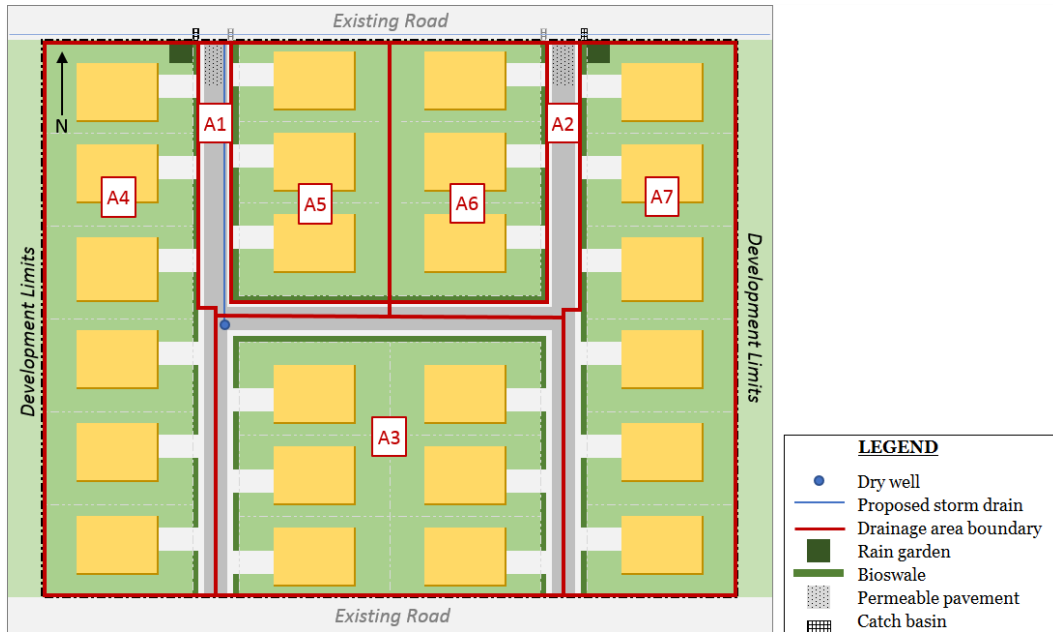 Existing Road
N
A1
A2
A4
A5
A6
A7
Development Limits
Development Limits
A3
Existing Road
LEGEND
Dry well
Proposed storm drain
Drainage area boundary
Rain garden
Bioswale
Permeable pavement
Catch basin